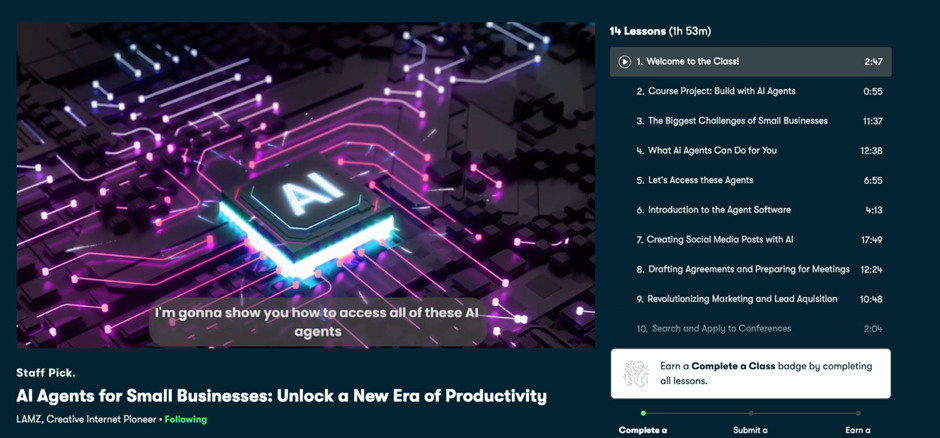 AI
I'm gonna show you how to access all of these AI
agents
Staff Pick.
AI Agents for Small Businesses: Unlock a New Era of Productivity
LAMZ, Creative Internet Pioneer • Following
14 Lessons (1h 53m)
1. Welcome to the Class! 2:47
2. Course Project: Build with AI Agents 0:55
3. The Biggest Challenges of Small Businesses 11:37
4. What AI Agents Can Do for You 12:38
5. Let's Access these Agents 6:55
6. Introduction to the Agent Software 4:13
7. Creating Social Media Posts with AI 17:49
8. Drafting Agreements and Preparing for Meetings 12:24
9. Revolutionizing Marketing and Lead Aquisition 10:48
10. Search and Apply to Conferences 2:04
Earn a Complete a Class badge by completing
all lessons.
Complete a Submit a Earn a